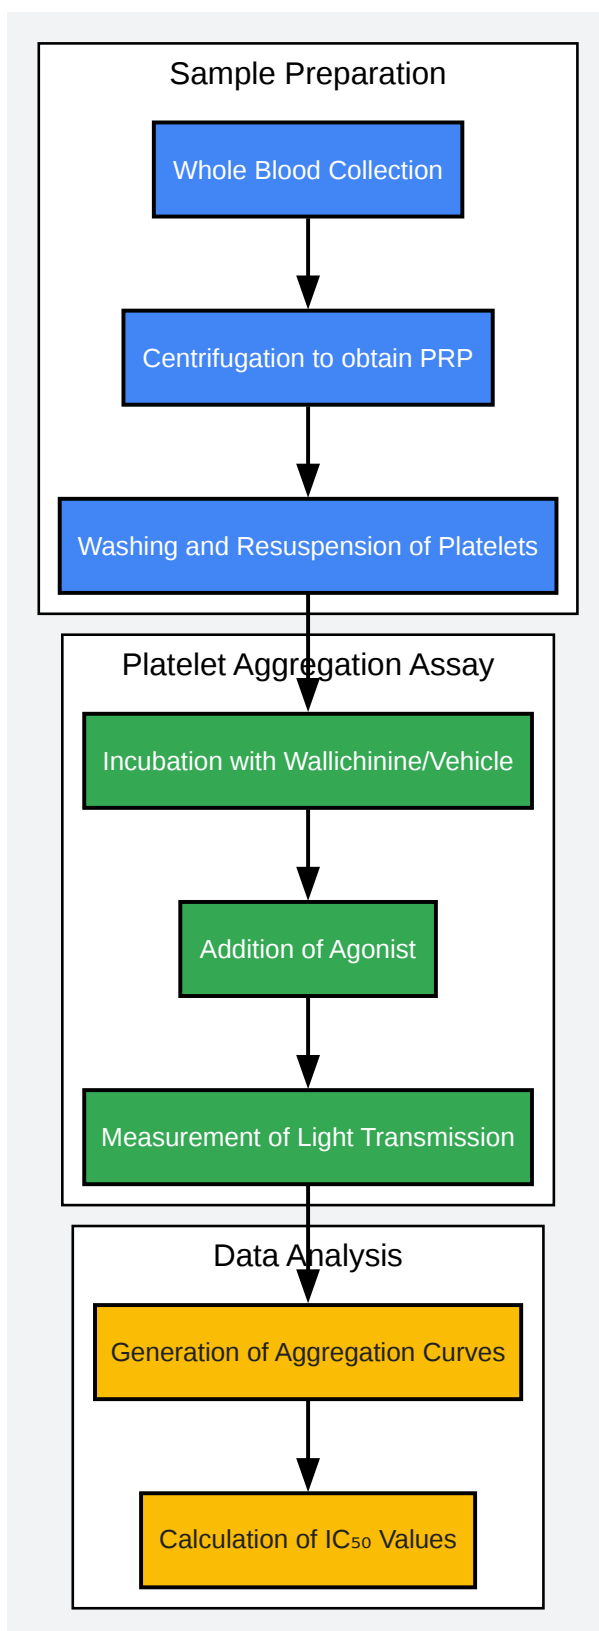 Sample Preparation
Whole Blood Collection
Centrifugation to obtain PRP
Washing and Resuspension of Platelets
Platelet Aggregation Assay
Incubation with Wallichinine/Vehicle
Addition of Agonist
Measurement of Light Transmission
Data Analysis
Generation of Aggregation Curves
Calculation of IC₅₀ Values